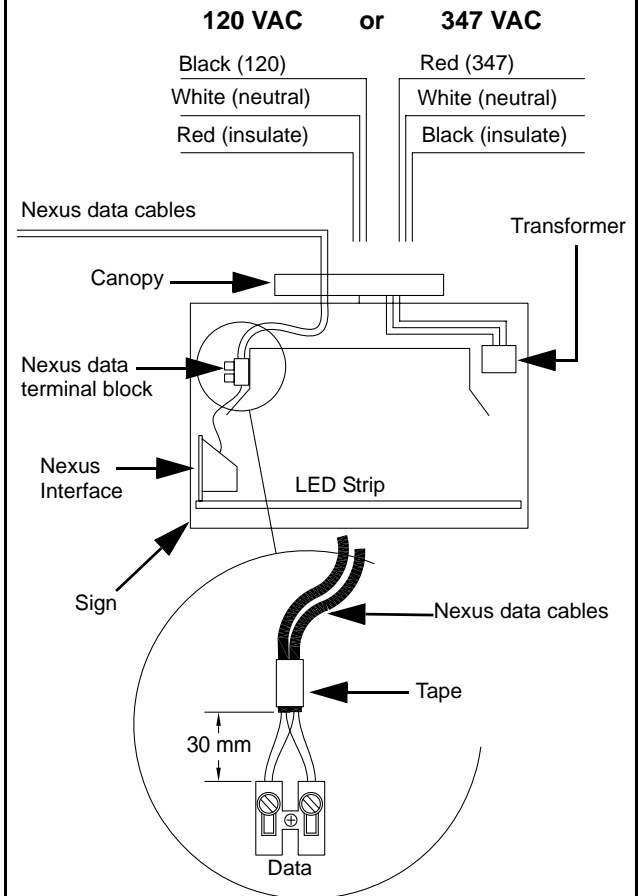 120 VAC or 347 VAC
Black (120) Red (347)
White (neutral) White (neutral)
Red (insulate) Black (insulate)
Nexus data cables
Transformer
Canopy
Nexus data
terminal block
Nexus
Interface
LED Strip
Sign
Nexus data cables
Tape
30 mm
Data